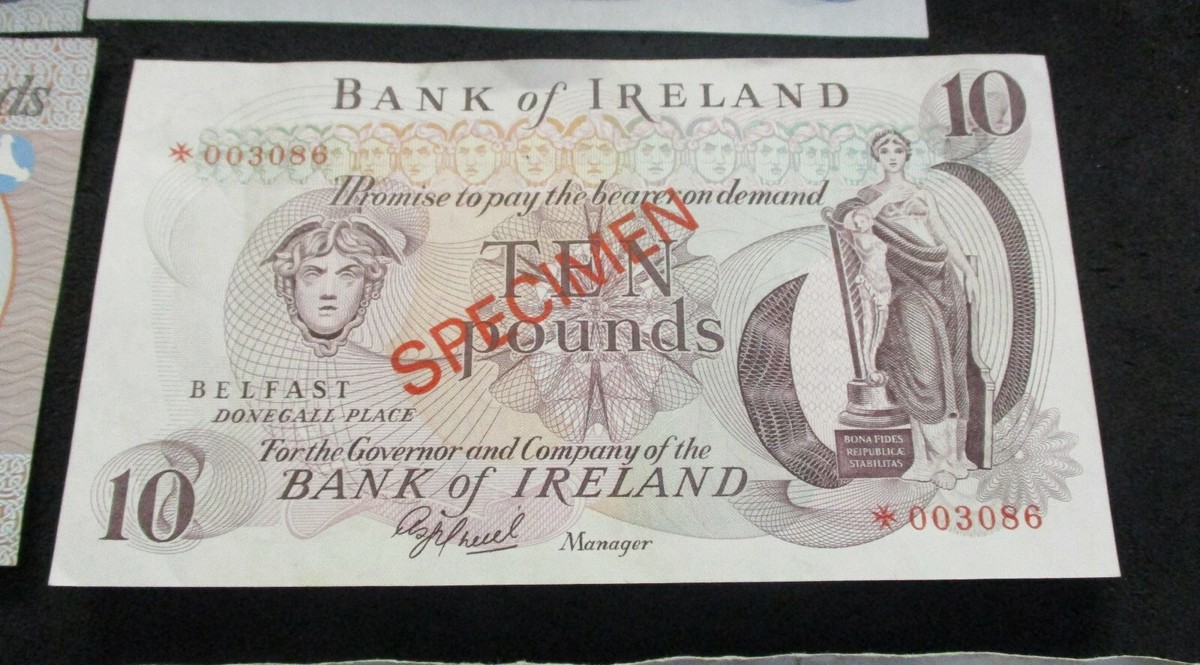 ds
BANK of IRELAND
10
* 003086
I Promise to pay the bearer on demand
TEN
pounds
SPECIMEN
BELFAST
DONEGALL PLACE
For the Governor and Company of the
BANK of IRELAND
10
Manager
BONA FIDES
REIPUBLICÆ
STABILITAS
* 003086